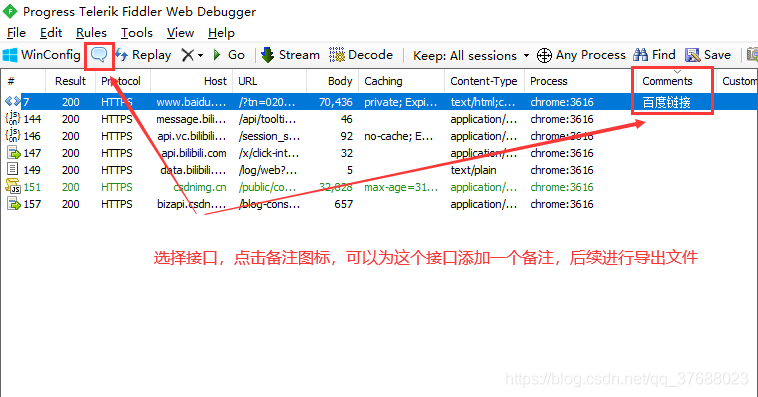 Progress Telerik Fiddler Web Debugger
File Edit Rules Tools View Help
WinConfig Replay Go Stream Decode Keep: All sessions Any Process Find Save
# Result Protocol Host URL Body Caching Content-Type Process Comments Custom
7 200 HTTPS www.baidu.... /?tn=020... 70,436 private; Expi... text/html;c... chrome:3616 百度链接
144 200 HTTPS message.bili... /api/toolti... 46 application/... chrome:3616
146 200 HTTPS api.vc.bilibili... /session_s... 92 no-cache; E... application/... chrome:3616
147 200 HTTPS api.bilibili.com /x/click-int... 32 application/... chrome:3616
149 200 HTTPS data.bilibili.... /log/web?... 5 text/plain chrome:3616
151 200 HTTPS csdnimg.cn /public/co... 32,828 max-age=31... application/... chrome:3616
157 200 HTTPS bizapi.csdn.... /blog-cons... 657 application/... chrome:3616
选择接口，点击备注图标，可以为这个接口添加一个备注，后续进行导出文件
https://blog.csdn.net/qq_37688023